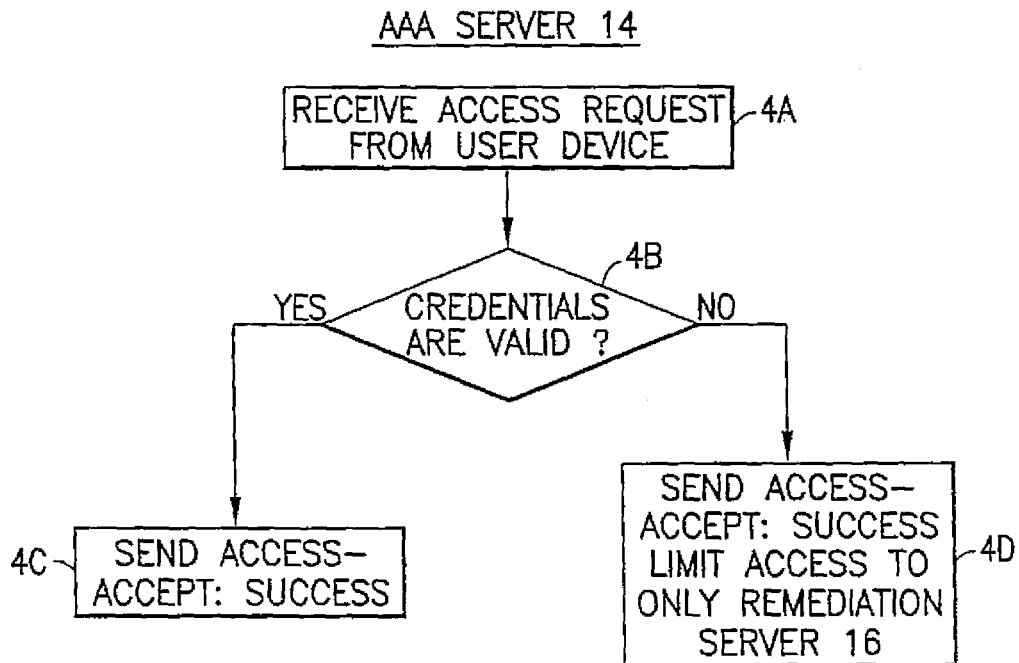 AAA SERVER 14
RECEIVE ACCESS REQUEST
FROM USER DEVICE
4A
4B
YES
CREDENTIALS
ARE VALID ?
NO
4C
SEND ACCESS-
ACCEPT: SUCCESS
SEND ACCESS-
ACCEPT: SUCCESS
LIMIT ACCESS TO
ONLY REMEDIATION
SERVER 16
4D